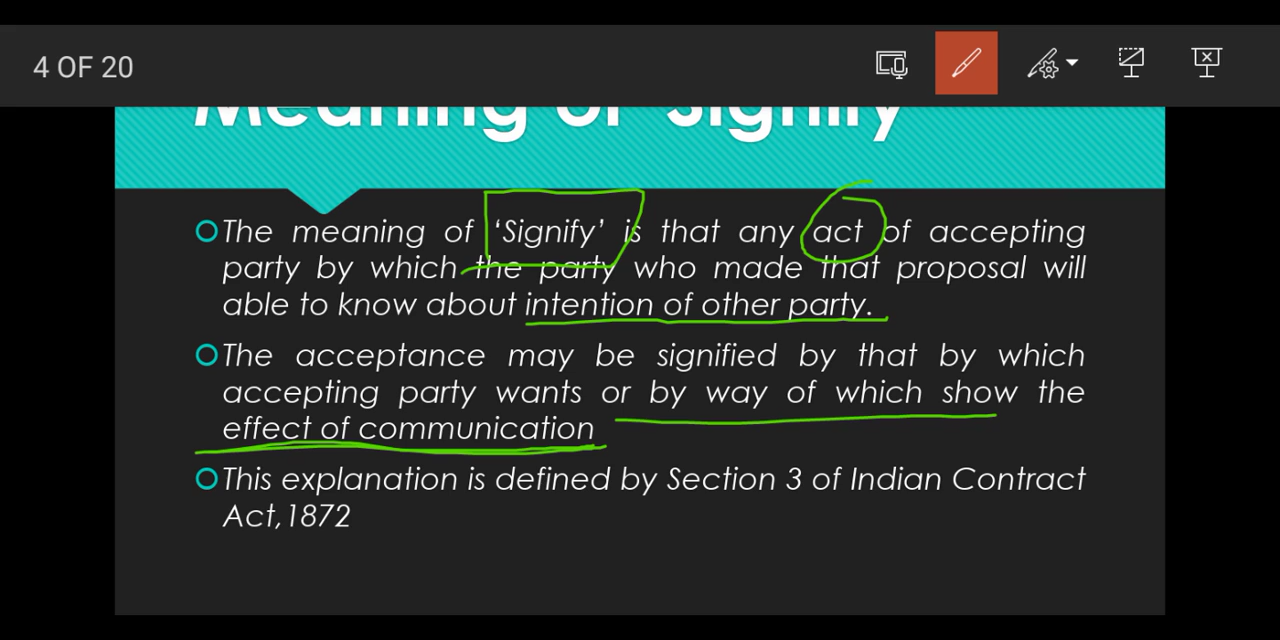 4 OF 20
Meaning of 'Signify'
The meaning of ‘Signify’ is that any act of accepting
party by which the party who made that proposal will
able to know about intention of other party.
The acceptance may be signified by that by which
accepting party wants or by way of which show the
effect of communication
This explanation is defined by Section 3 of Indian Contract
Act,1872